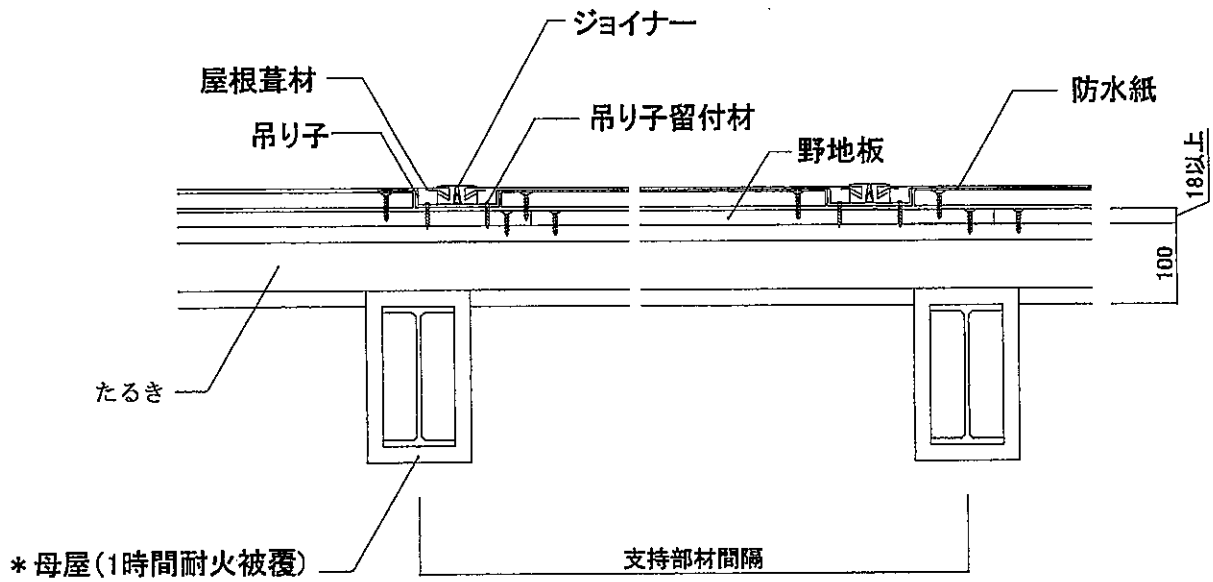 ジョイナー
屋根葺材
防水紙
吊り子留付材
吊り子
野地板
18以上
100
たるき
支持部材間隔
*母屋(1時間耐火被覆)